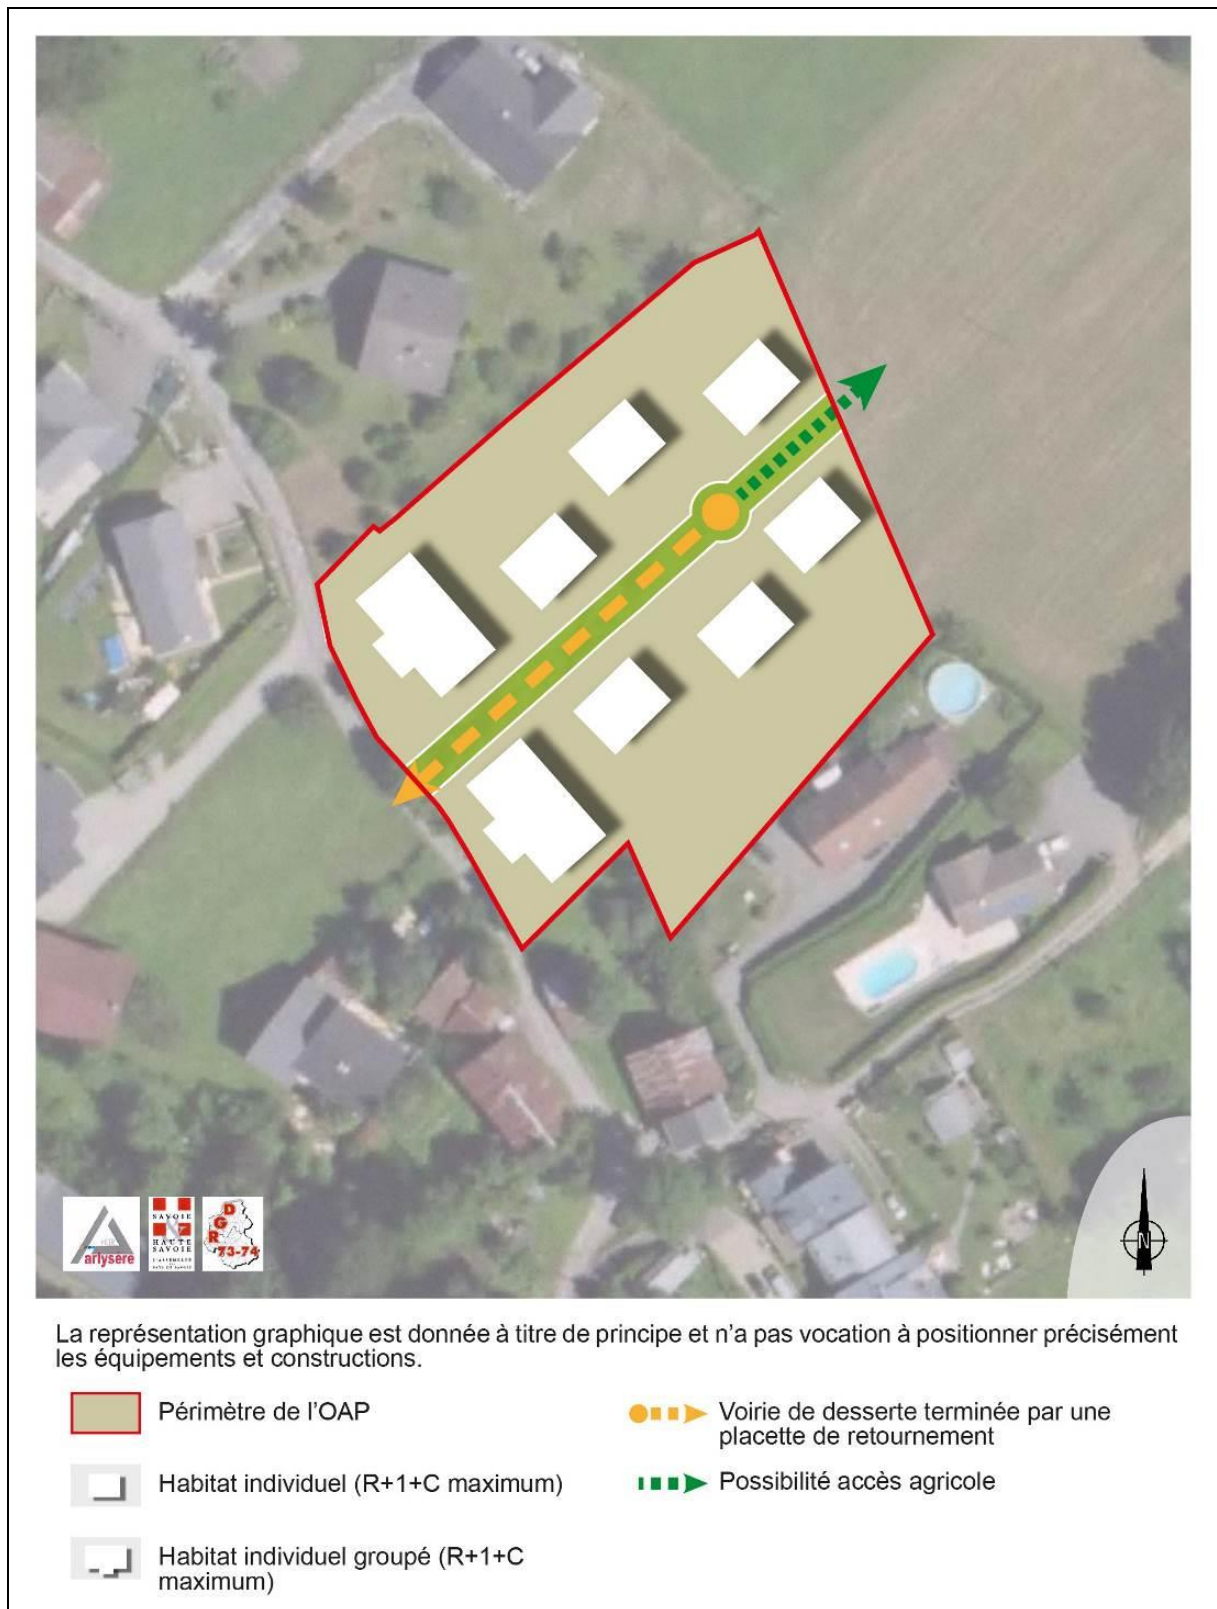 arlysere
SAVOIE
&
HAUTE
SAVOIE
D
G
R
73-74
N
La représentation graphique est donnée à titre de principe et n'a pas vocation à positionner précisément
les équipements et constructions.
Périmètre de l'OAP
Habitat individuel (R+1+C maximum)
Habitat individuel groupé (R+1+C
maximum)
Voirie de desserte terminée par une
placette de retournement
Possibilité accès agricole